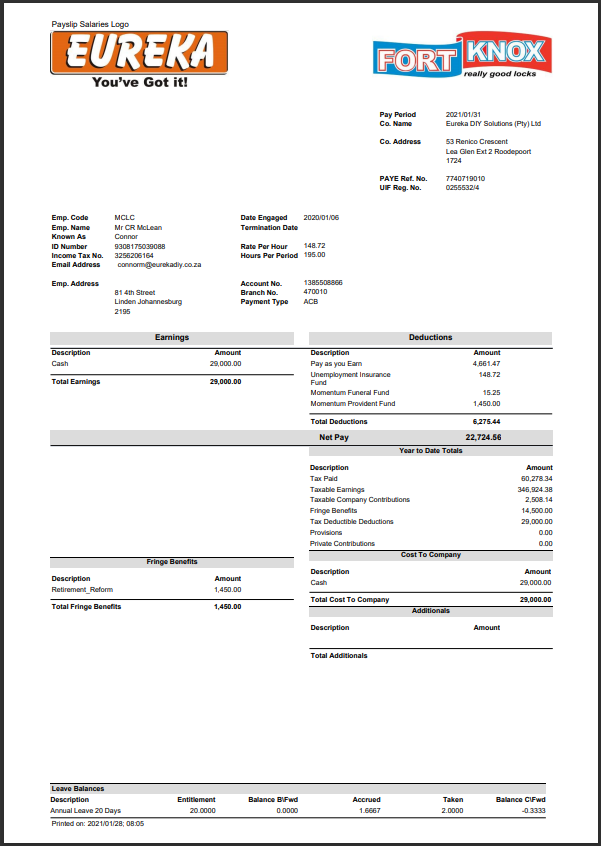 Payslip Salaries Logo
EUREKA
You've Got it!
FORT KNOX
really good locks
Pay Period 2021/01/31
Co. Name Eureka DIY Solutions (Pty) Ltd
Co. Address 53 Renico Crescent
Lea Glen Ext 2 Roodepoort
1724
PAYE Ref. No. 7740719010
UIF Reg. No. 0255532/4
Emp. Code MCLC Date Engaged 2020/01/06
Emp. Name Mr CR McLean Termination Date
Known As Connor
ID Number 9308175039088 Rate Per Hour 148.72
Income Tax No. 3256206164 Hours Per Period 195.00
Email Address connorm@eurekadiy.co.za
Emp. Address Account No. 1385508866
81 4th Street Branch No. 470010
Linden Johannesburg Payment Type ACB
2195
Earnings Deductions
Description Amount Description Amount
Cash 29,000.00 Pay as you Earn 4,661.47
Unemployment Insurance 148.72
Fund
Total Earnings 29,000.00
Momentum Funeral Fund 15.25
Momentum Provident Fund 1,450.00
Total Deductions 6,275.44
Net Pay 22,724.56
Year to Date Totals
Description Amount
Tax Paid 60,278.34
Taxable Earnings 346,924.38
Taxable Company Contributions 2,508.14
Fringe Benefits 14,500.00
Tax Deductible Deductions 29,000.00
Provisions 0.00
Private Contributions 0.00
Fringe Benefits Cost To Company
Description Amount Description Amount
Retirement_Reform 1,450.00 Cash 29,000.00
Total Fringe Benefits 1,450.00 Total Cost To Company 29,000.00
Additionals
Description Amount
Total Additionals
Leave Balances
Description Entitlement Balance B\Fwd Accrued Taken Balance C\Fwd
Annual Leave 20 Days 20.0000 0.0000 1.6667 2.0000 -0.3333
Printed on: 2021/01/28; 08:05